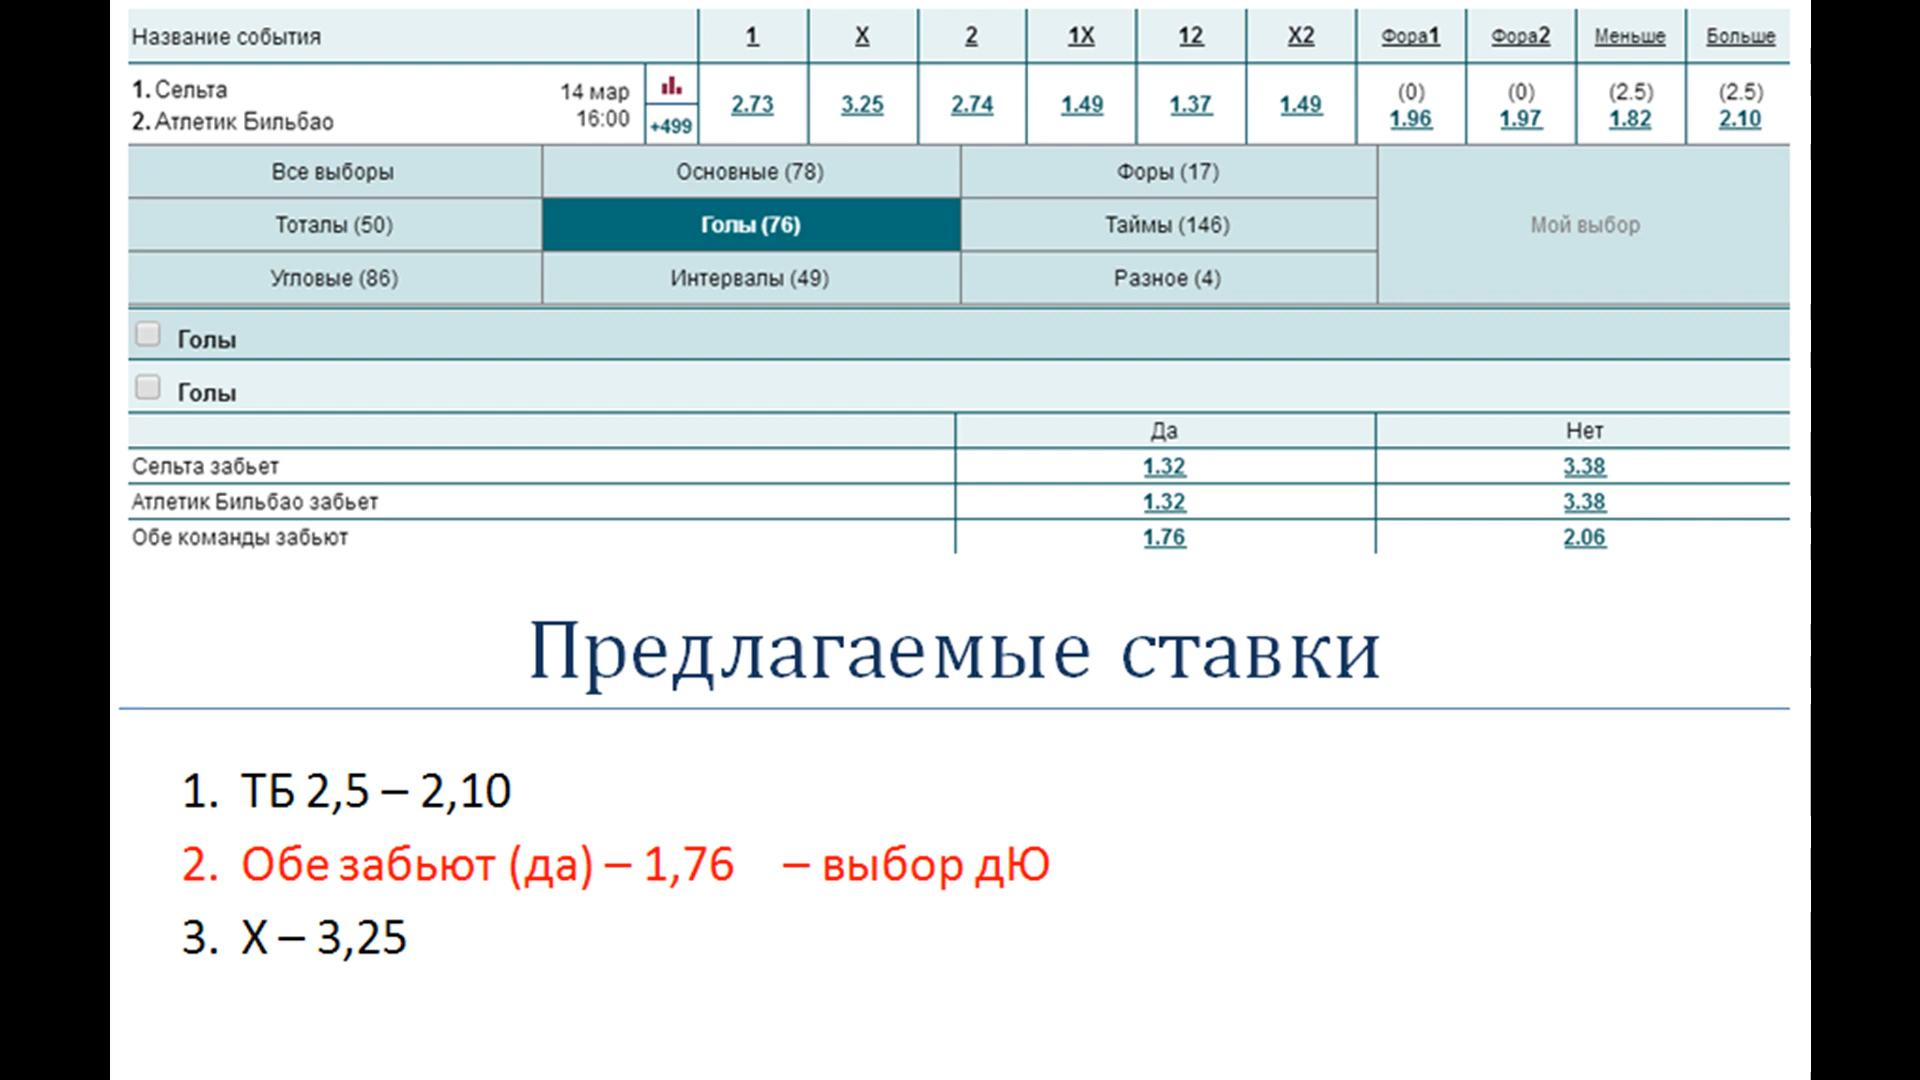 Название события 1 X 2 1X 12 X2 Фора1 Фора2 Меньше Больше
1. Сельта 14 мар (0) (0) (2.5) (2.5)
2. Атлетик Бильбао 16:00 +499 2.73 3.25 2.74 1.49 1.37 1.49 1.96 1.97 1.82 2.10
Все выборы Основные (78) Форы (17)
Тоталы (50) Голы (76) Таймы (146) Мой выбор
Угловые (86) Интервалы (49) Разное (4)
Голы
Голы
Да Нет
Сельта забьет 1.32 3.38
Атлетик Бильбао забьет 1.32 3.38
Обе команды забьют 1.76 2.06
Предлагаемые ставки
1. ТБ 2,5 – 2,10
2. Обе забьют (да) – 1,76 – выбор дЮ
3. Х – 3,25